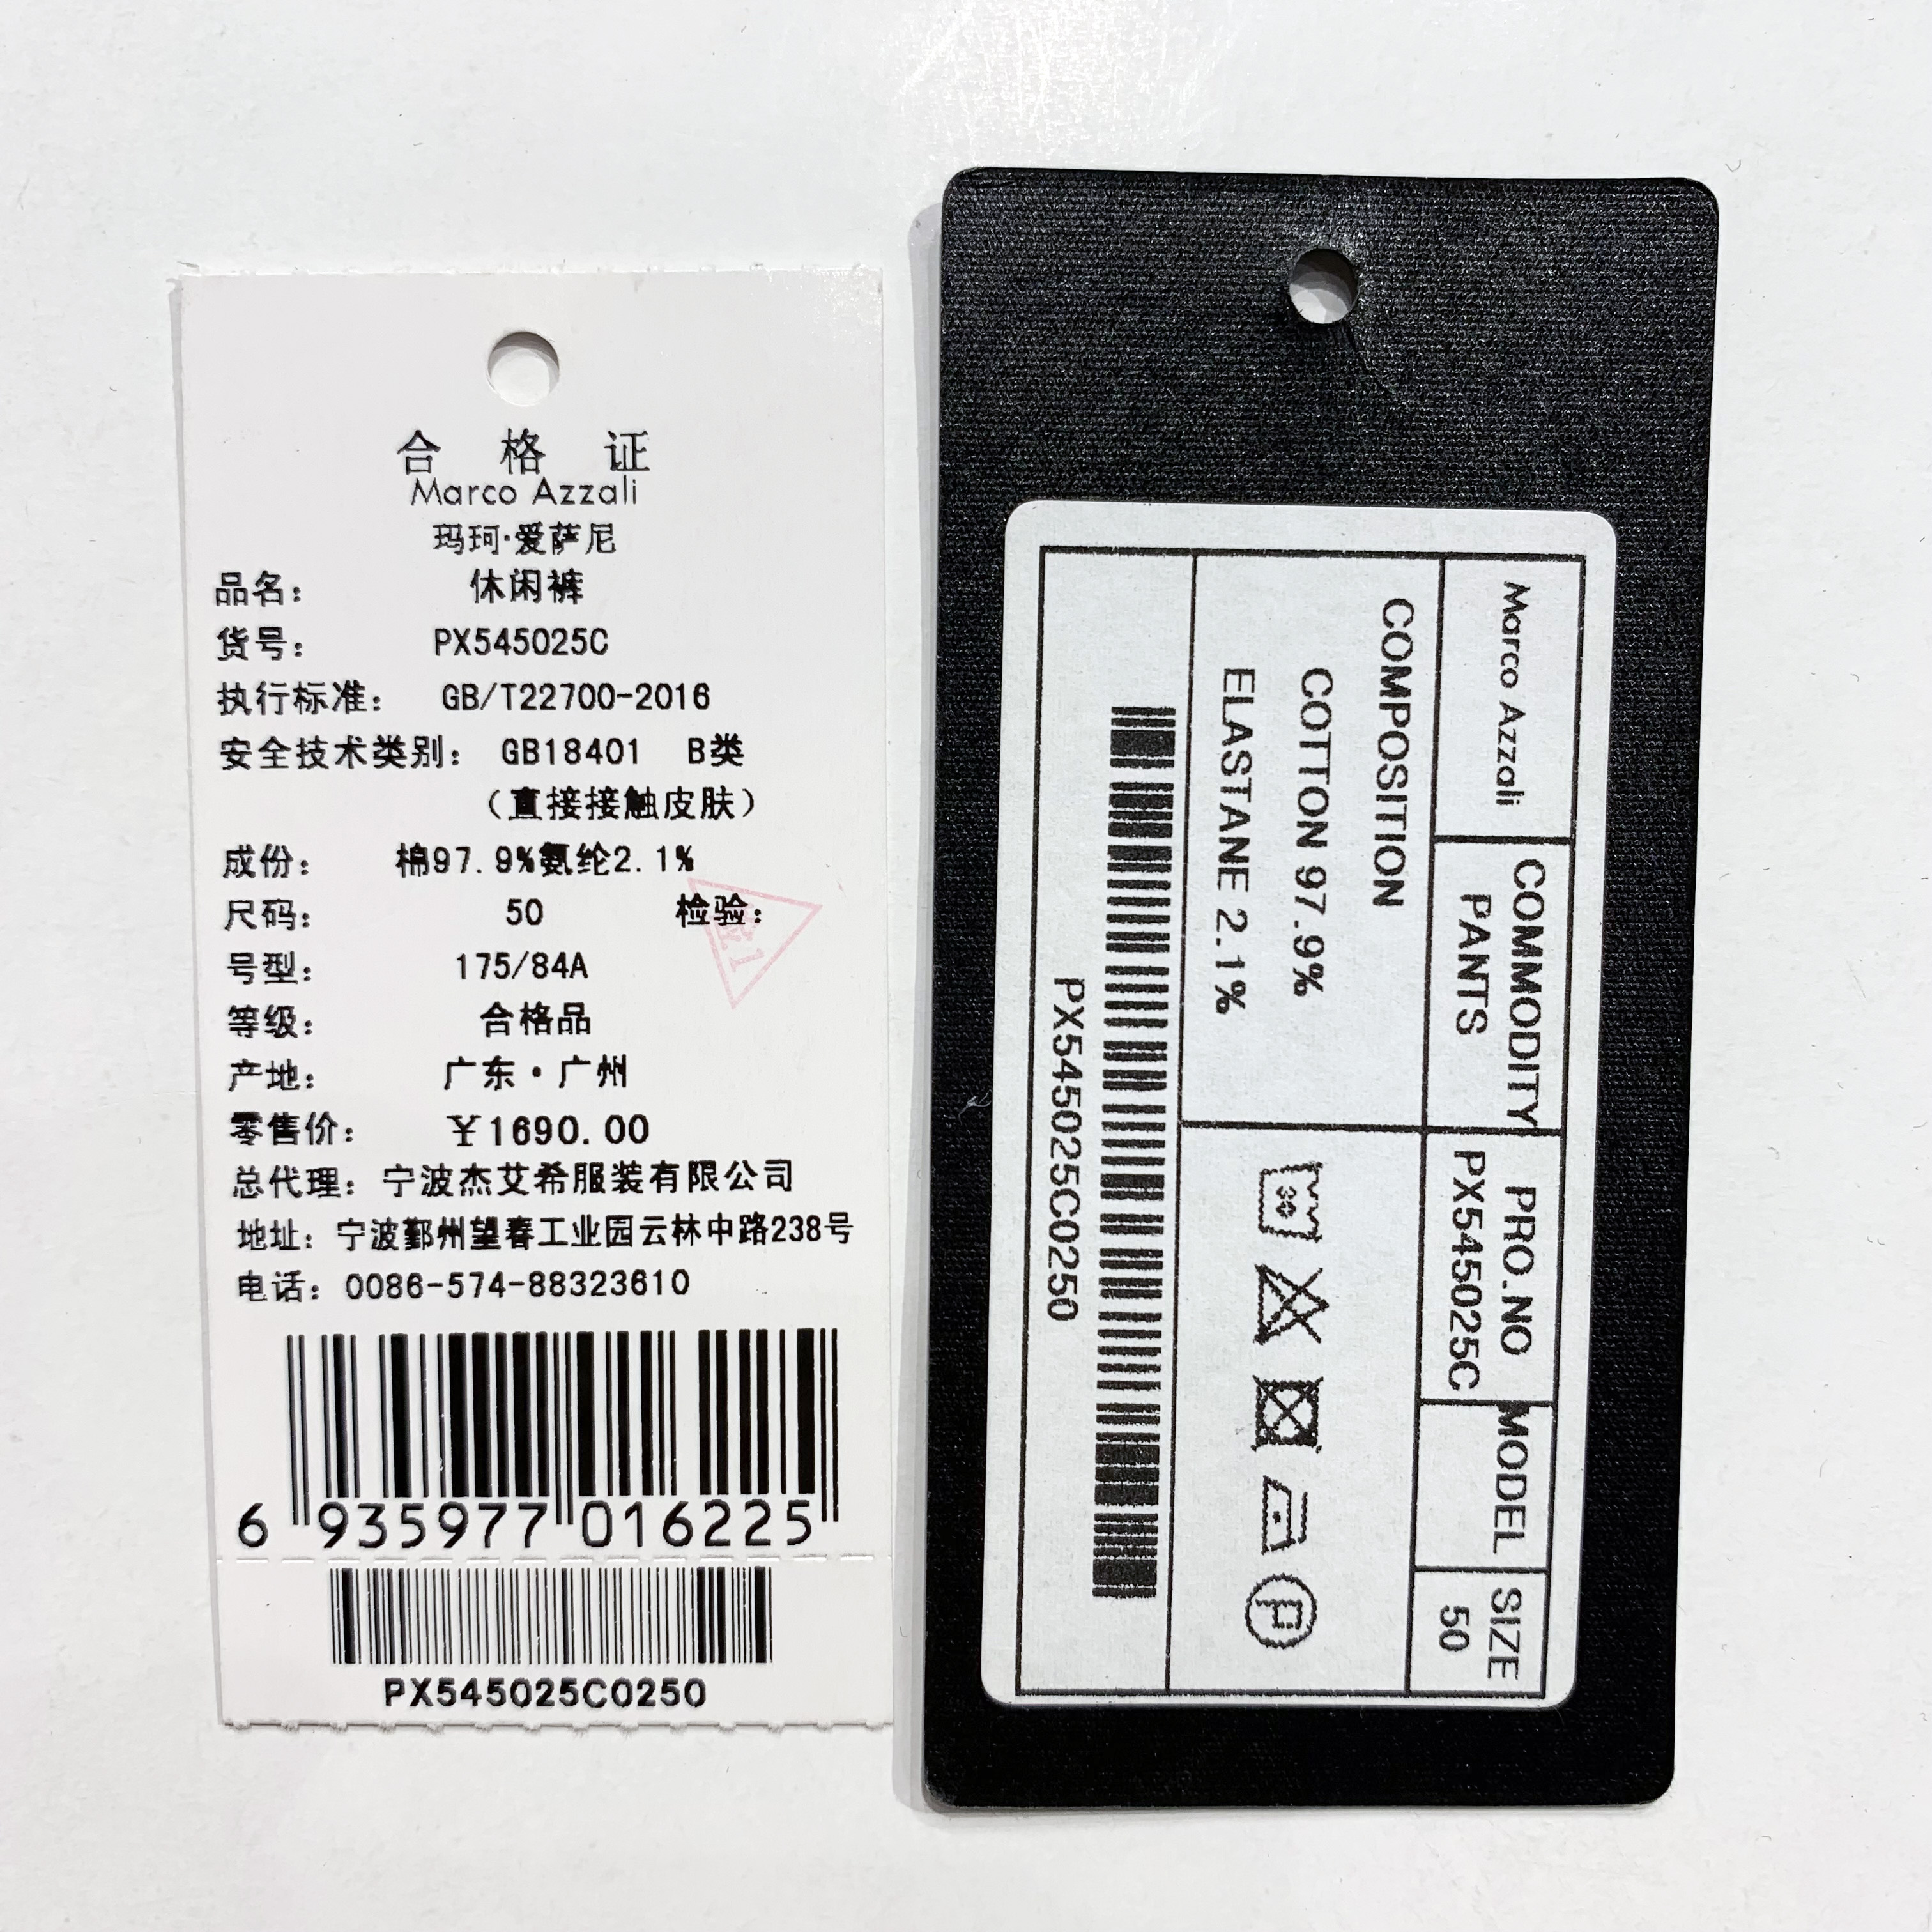 合 格 证
Marco Azzali
玛珂·爱萨尼
品名： 休闲裤
货号： PX545025C
执行标准： GB/T22700-2016
安全技术类别： GB18401 B类
（直接接触皮肤）
成份： 棉97.9%氨纶2.1%
尺码： 50 检验：
号型： 175/84A
等级： 合格品
产地： 广东·广州
零售价： ¥1690.00
总代理：宁波杰艾希服装有限公司
地址：宁波鄞州望春工业园云林中路238号
电话：0086-574-88323610
6 935977 016225
PX545025C0250
Marco Azzali
COMMODITY
PANTS
PRO.NO
PX545025C
MODEL
SIZE
50
COMPOSITION
COTTON 97.9%
ELASTANE 2.1%
30
P
PX545025C0250